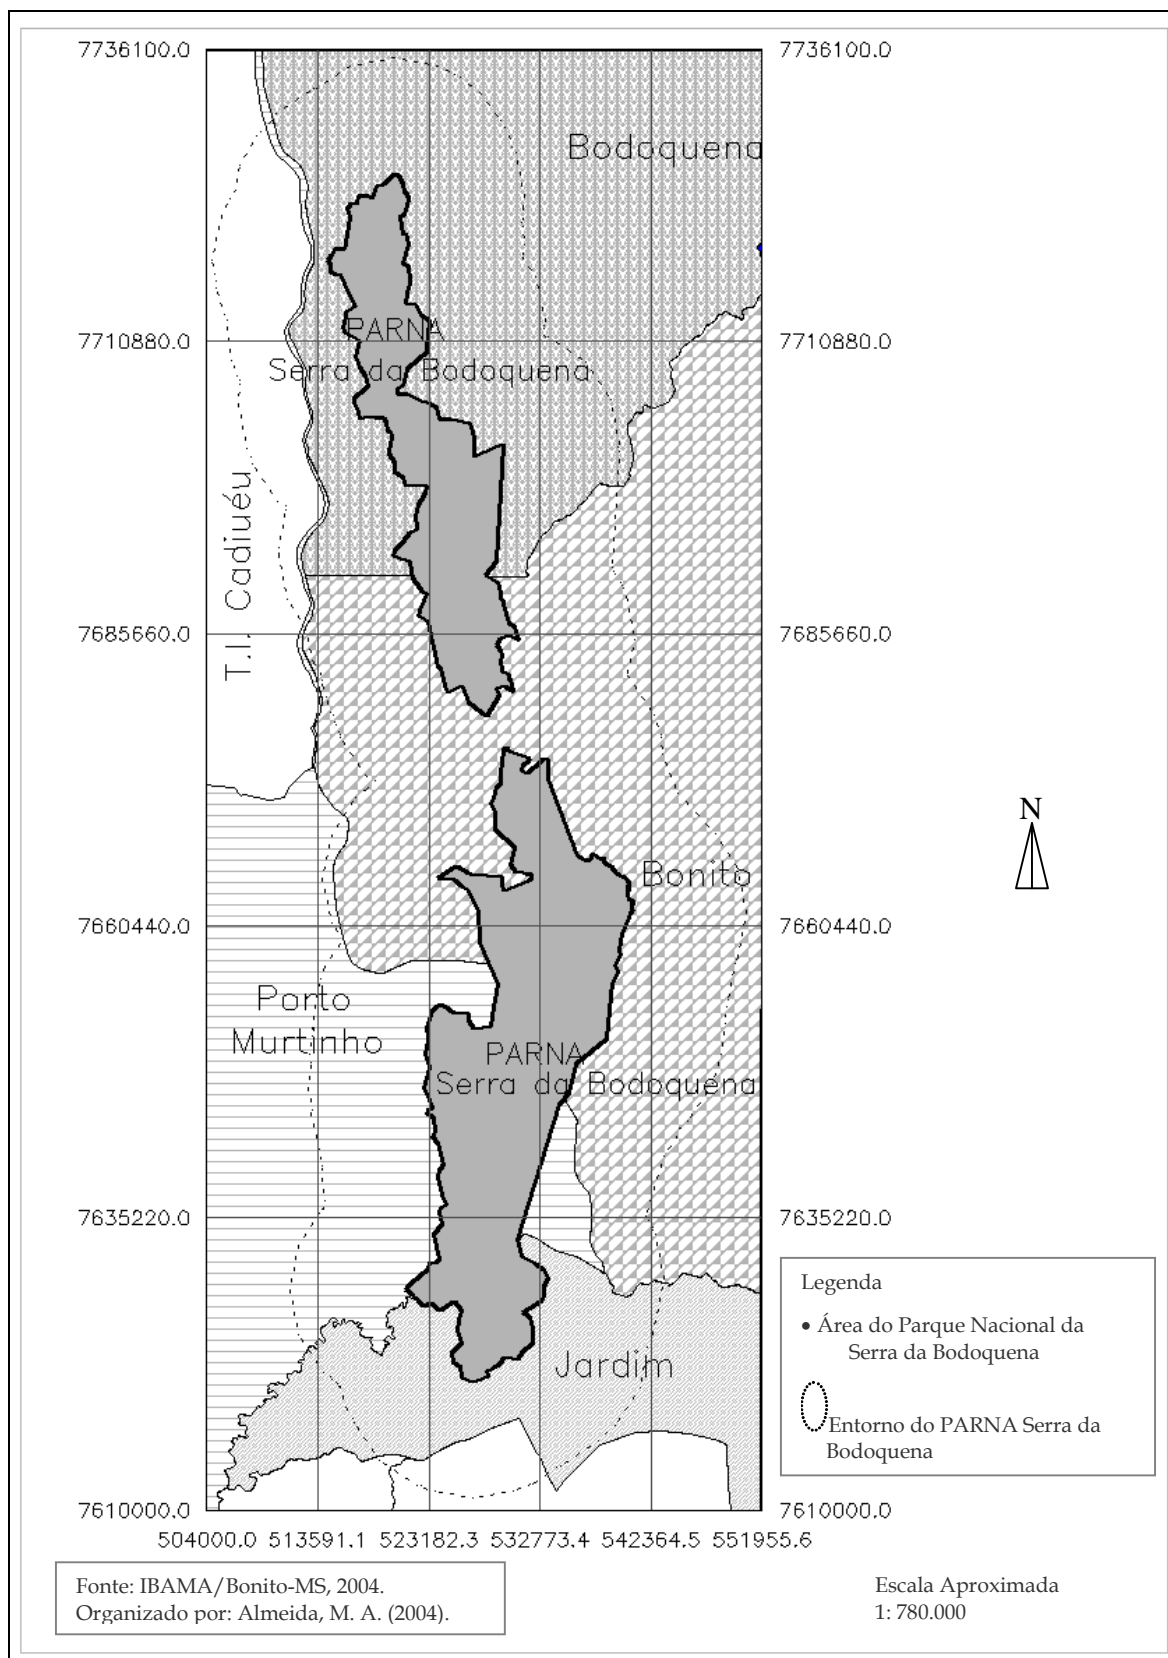 7736100.0
7736100.0
Bodoquena
7710880.0
PARNA
7710880.0
Serra da Bodoquena
T.I. Cadiuéu
7685660.0
7685660.0
N
Bonito
7660440.0
7660440.0
Porto
Murtinho
PARNA
Serra da Bodoquena
7635220.0
7635220.0
Legenda
• Área do Parque Nacional da
Serra da Bodoquena
Entorno do PARNA Serra da
Bodoquena
Jardim
7610000.0
7610000.0
504000.0 513591.1 523182.3 532773.4 542364.5 551955.6
Fonte: IBAMA/Bonito-MS, 2004.
Organizado por: Almeida, M. A. (2004).
Escala Aproximada
1: 780.000